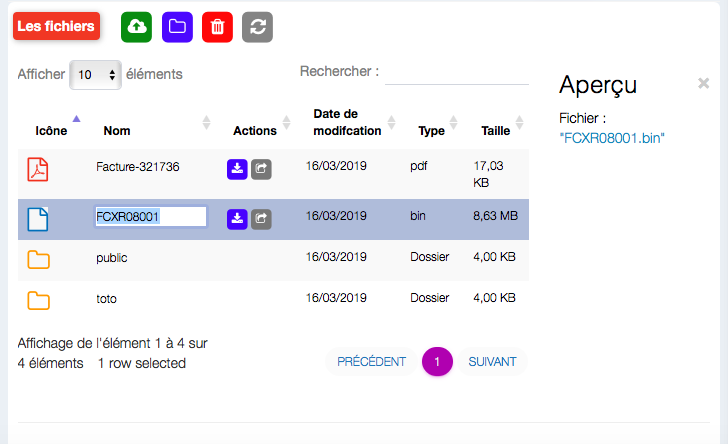 Les fichiers
Afficher 10 éléments
Rechercher :
Icône Nom Actions Date de modifcation Type Taille
Facture-321736 16/03/2019 pdf 17,03 KB
FCXR08001 16/03/2019 bin 8,63 MB
public 16/03/2019 Dossier 4,00 KB
toto 16/03/2019 Dossier 4,00 KB
Affichage de l'élément 1 à 4 sur
4 éléments 1 row selected
PRÉCÉDENT 1 SUIVANT
Aperçu ×
Fichier :
"FCXR08001.bin"